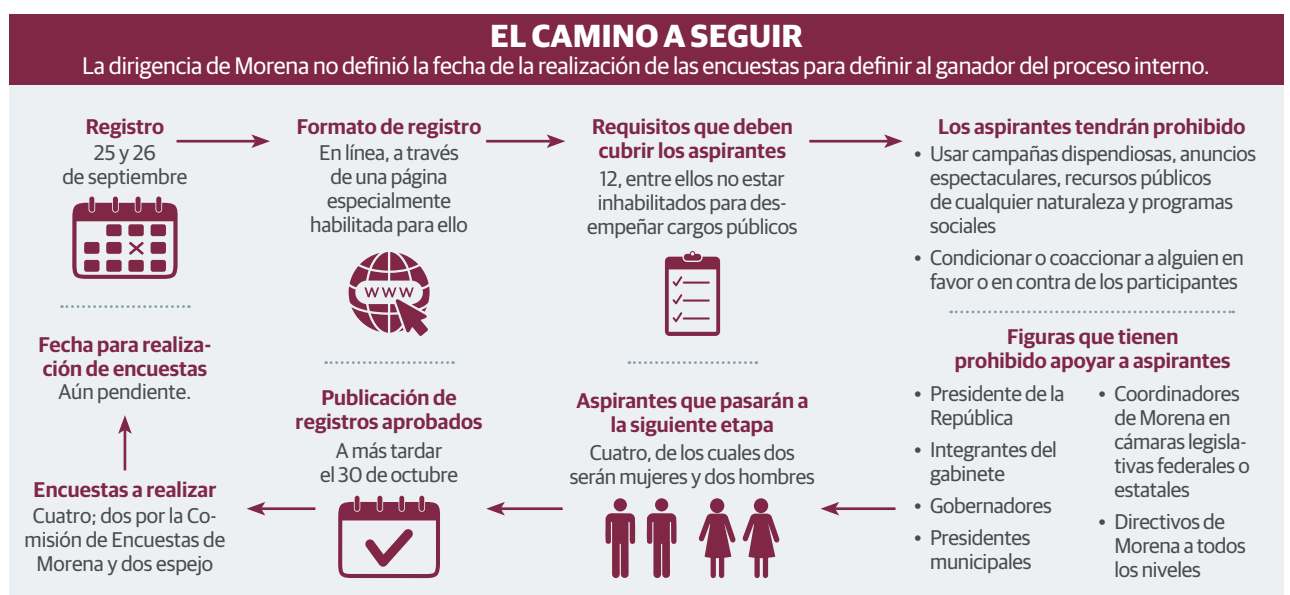 EL CAMINO A SEGUIR
La dirigencia de Morena no definió la fecha de la realización de las encuestas para definir al ganador del proceso interno.
Registro
25 y 26
de septiembre
Formato de registro
En línea, a través
de una página
especialmente
habilitada para ello
WWW
Requisitos que deben
cubrir los aspirantes
12, entre ellos no estar
inhabilitados para des-
empeñar cargos públicos
Los aspirantes tendrán prohibido
• Usar campañas dispendiosas, anuncios
espectaculares, recursos públicos
de cualquier naturaleza y programas
sociales
• Condicionar o coaccionar a alguien en
favor o en contra de los participantes
Figuras que tienen
prohibido apoyar a aspirantes
• Presidente de la
República
• Integrantes del
gabinete
• Gobernadores
• Presidentes
municipales
• Coordinadores
de Morena en
cámaras legisla-
tivas federales o
estatales
• Directivos de
Morena a todos
los niveles
Aspirantes que pasarán a
la siguiente etapa
Cuatro, de los cuales dos
serán mujeres y dos hombres
Publicación de
registros aprobados
A más tardar
el 30 de octubre
Encuestas a realizar
Cuatro; dos por la Co-
misión de Encuestas de
Morena y dos espejo
Fecha para realiza-
ción de encuestas
Aún pendiente.